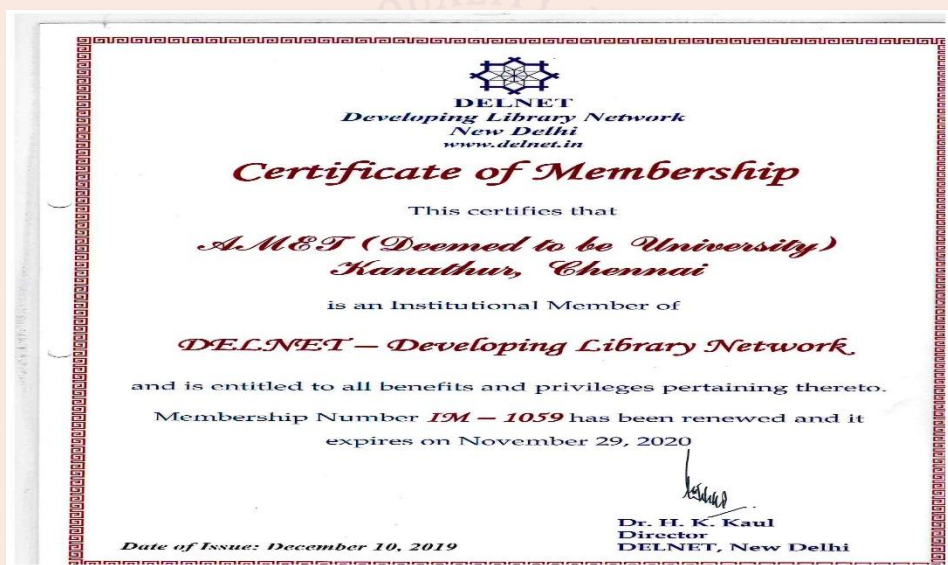 QUALITY
DELNET
Developing Library Network
New Delhi
www.delnet.in
Certificate of Membership
This certifies that
AMET (Deemed to be University)
Kanathur, Chennai
is an Institutional Member of
DELNET – Developing Library Network
and is entitled to all benefits and privileges pertaining thereto.
Membership Number IM – 1059 has been renewed and it
expires on November 29, 2020
Dr. H. K. Kaul
Director
DELNET, New Delhi
Date of Issue: December 10, 2019